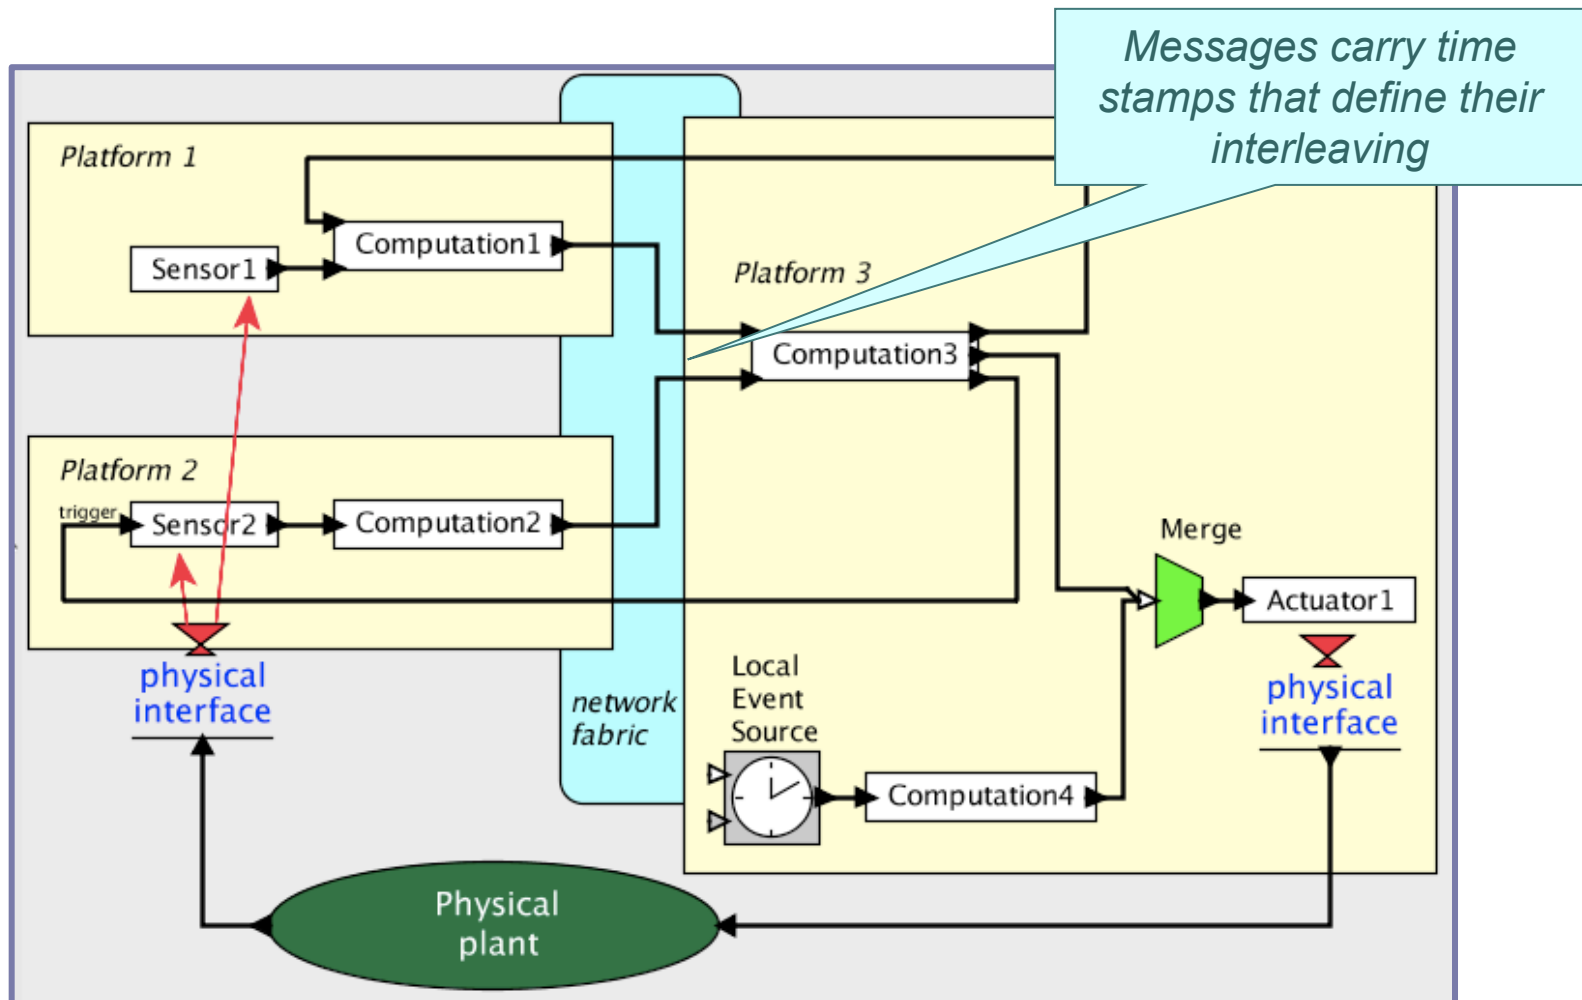 Messages carry time
stamps that define their
interleaving
Platform 1
Computation1
Sensor1
Platform 3
Computation3
Platform 2
trigger
Sensor2
Computation2
Merge
Actuator1
physical
interface
network
fabric
Local
Event
Source
physical
interface
Computation4
Physical
plant